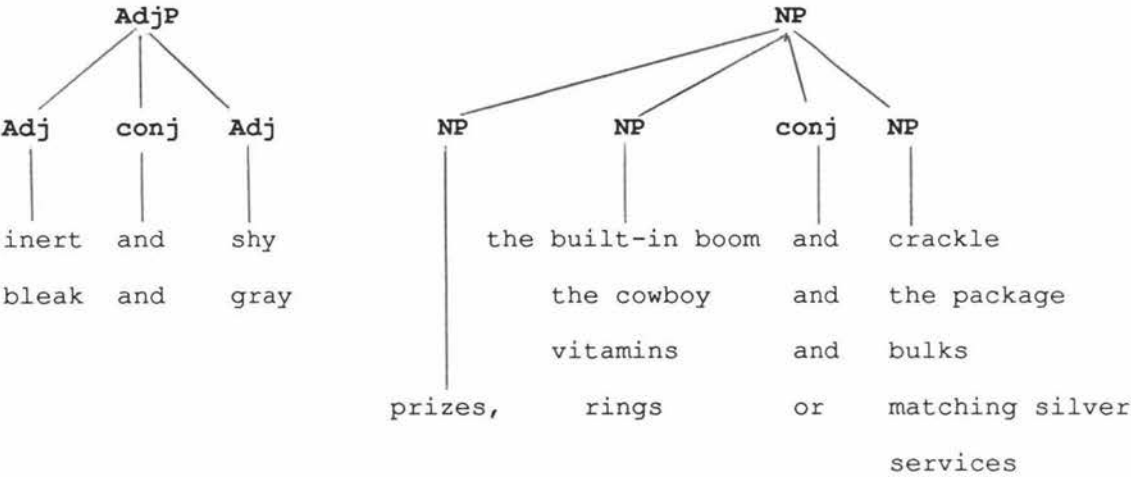 AdjP NP
Adj conj Adj NP NP conj NP
inert and shy the built-in boom and crackle
bleak and gray the cowboy and the package
vitamins and bulks
prizes, rings or matching silver
services